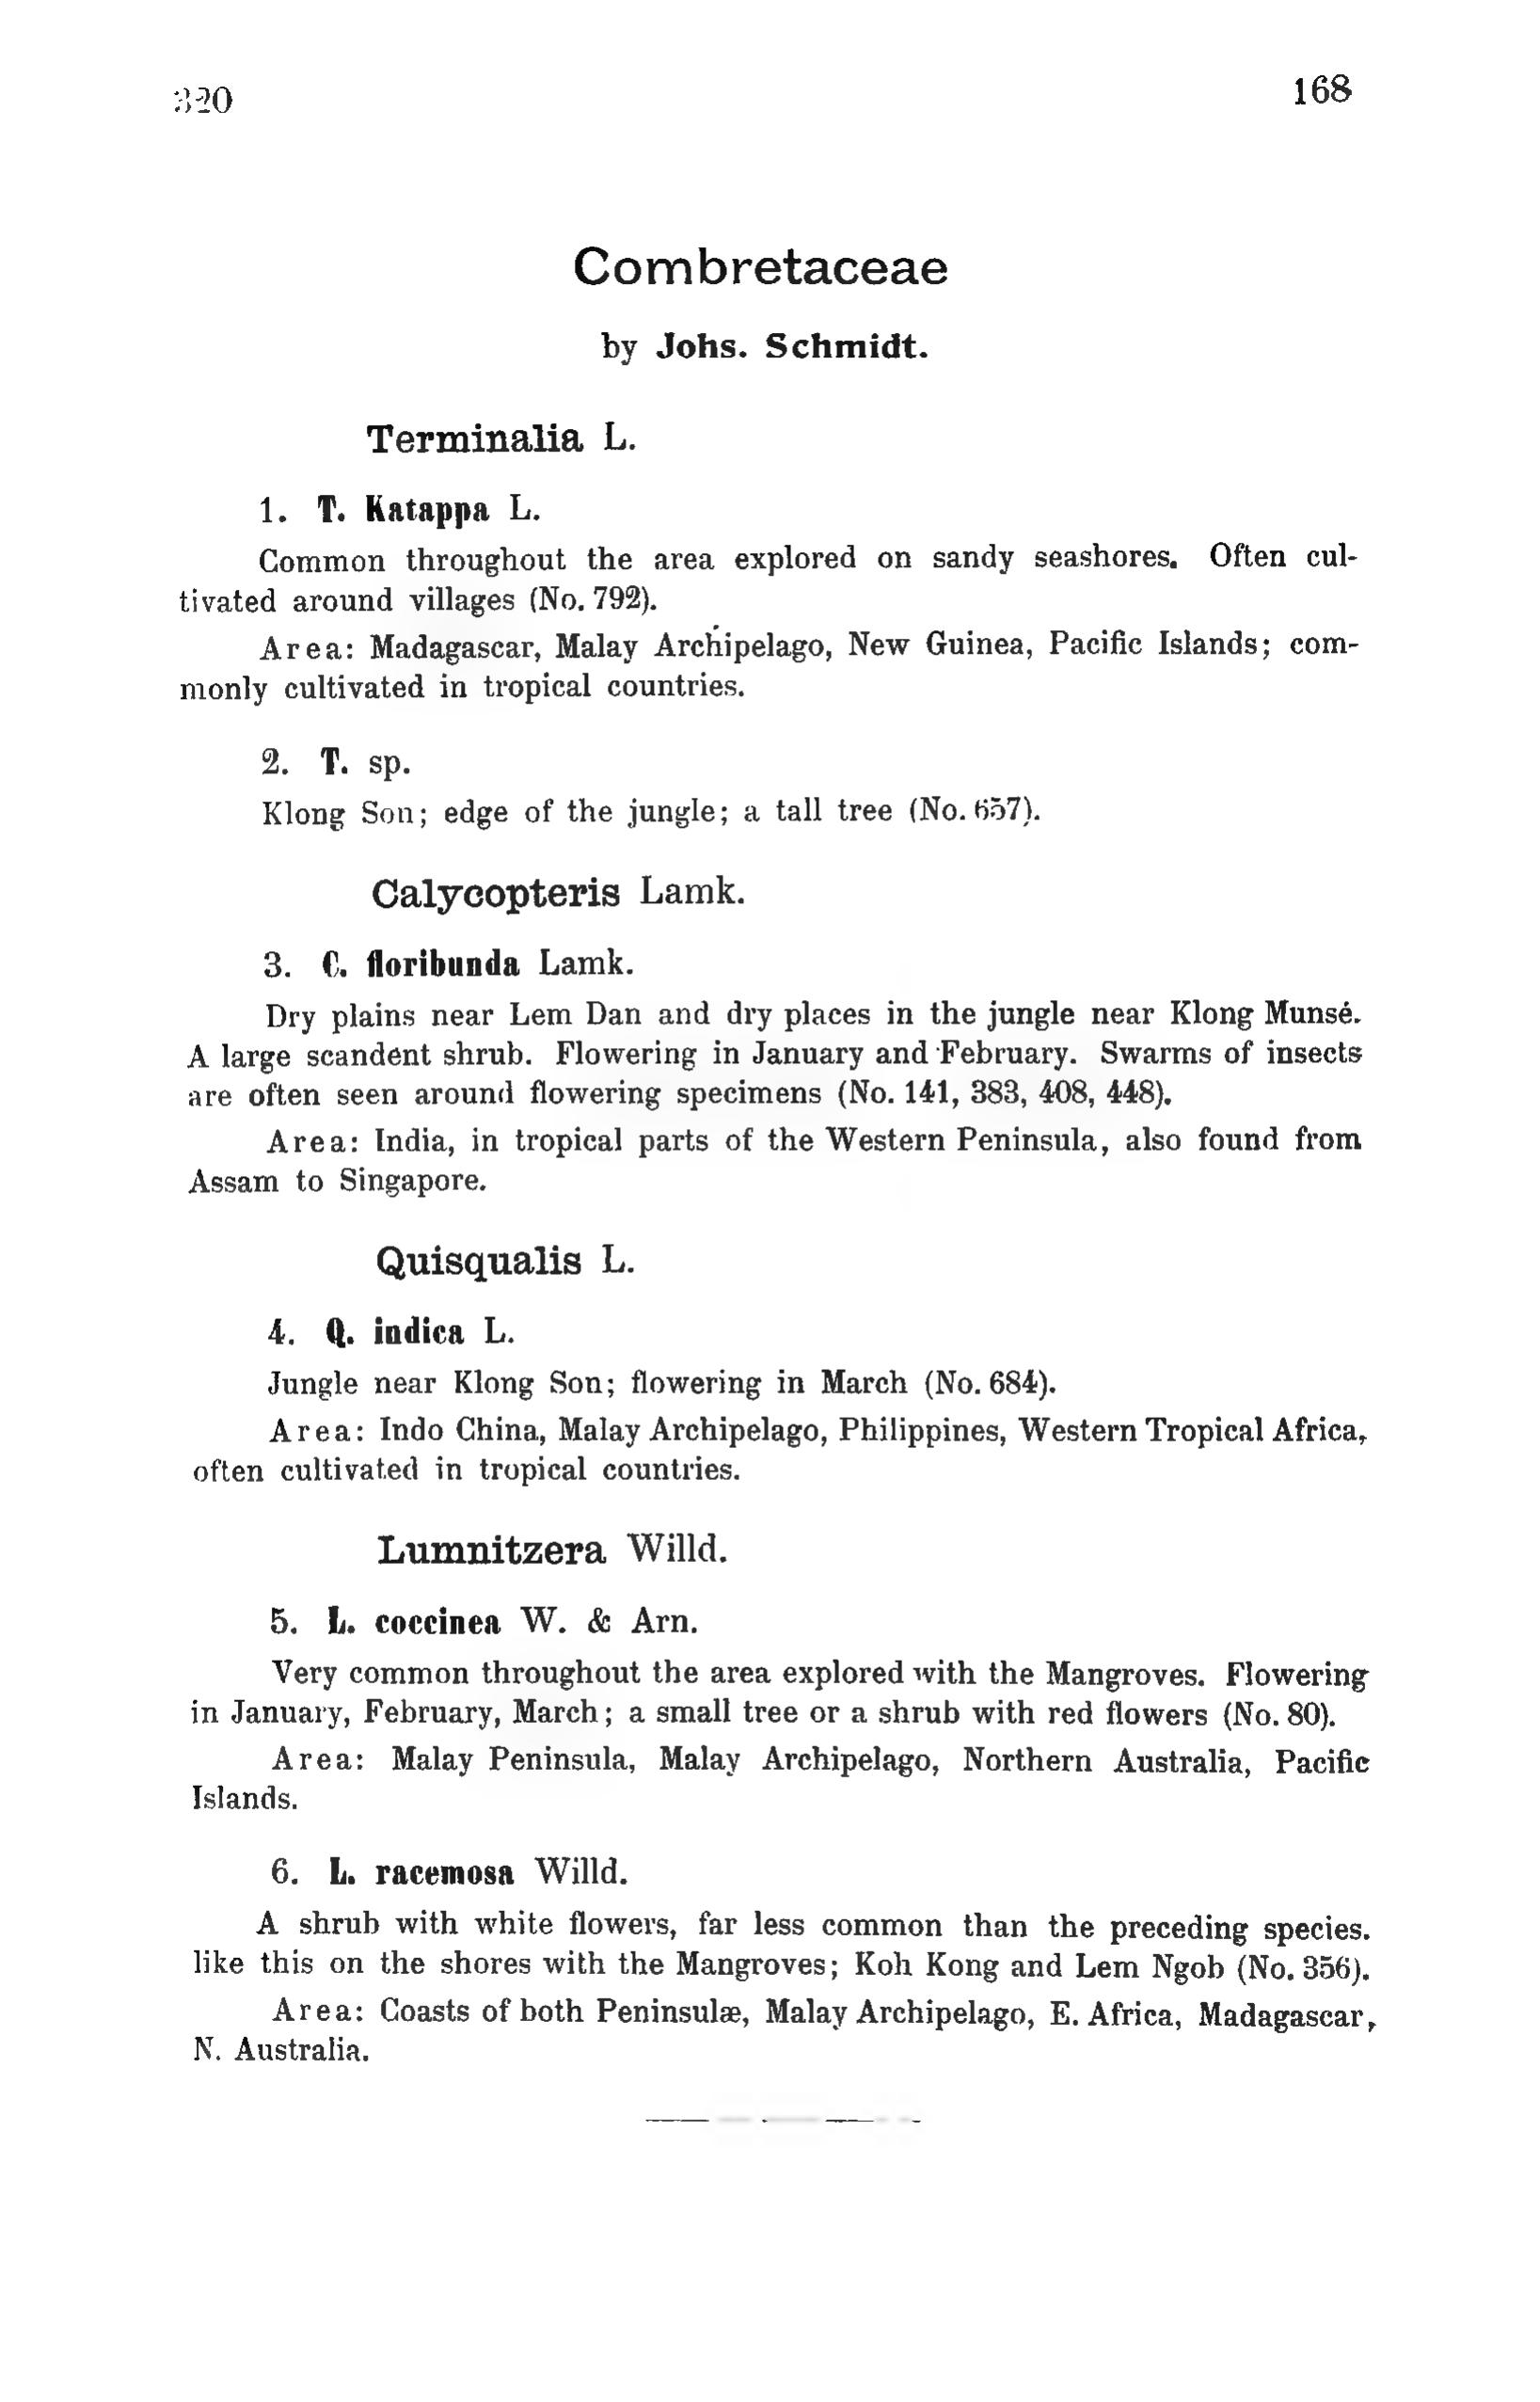 320 168
Combretaceae
by Johs. Schmidt.
Terminalia L.
1. T. Katappa L.
Common throughout the area explored on sandy seashores. Often cul-
tivated around villages (No. 792).
Area: Madagascar, Malay Archipelago, New Guinea, Pacific Islands; com-
monly cultivated in tropical countries.
2. T. sp.
Klong Son; edge of the jungle; a tall tree (No. 657).
Calycopteris Lamk.
3. C. floribunda Lamk.
Dry plains near Lem Dan and dry places in the jungle near Klong Munsé.
A large scandent shrub. Flowering in January and February. Swarms of insects
are often seen around flowering specimens (No. 141, 383, 408, 448).
Area: India, in tropical parts of the Western Peninsula, also found from
Assam to Singapore.
Quisqualis L.
4. Q. indica L.
Jungle near Klong Son; flowering in March (No. 684).
Area: Indo China, Malay Archipelago, Philippines, Western Tropical Africa,
often cultivated in tropical countries.
Lumnitzera Willd.
5. L. coccinea W. & Arn.
Very common throughout the area explored with the Mangroves. Flowering
in January, February, March; a small tree or a shrub with red flowers (No. 80).
Area: Malay Peninsula, Malay Archipelago, Northern Australia, Pacific
Islands.
6. L. racemosa Willd.
A shrub with white flowers, far less common than the preceding species.
like this on the shores with the Mangroves; Koh Kong and Lem Ngob (No. 356).
Area: Coasts of both Peninsulæ, Malay Archipelago, E. Africa, Madagascar,
N. Australia.